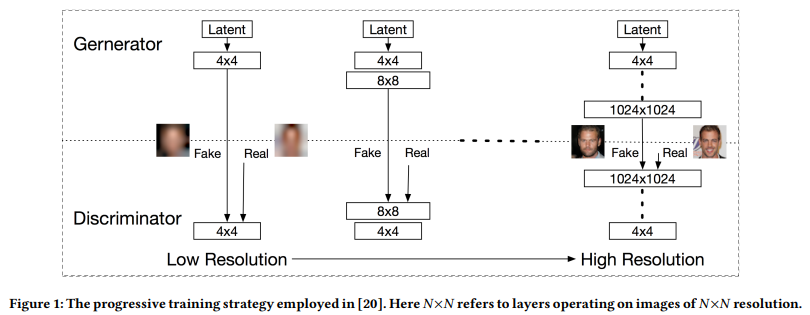 Gernerator
Latent
4x4
Latent
4x4
8x8
Latent
4x4
1024x1024
Fake
Real
Fake
Real
Fake
Real
Discriminator
4x4
8x8
4x4
1024x1024
4x4
Low Resolution
High Resolution
Figure 1: The progressive training strategy employed in [20]. Here N×N refers to layers operating on images of N×N resolution.